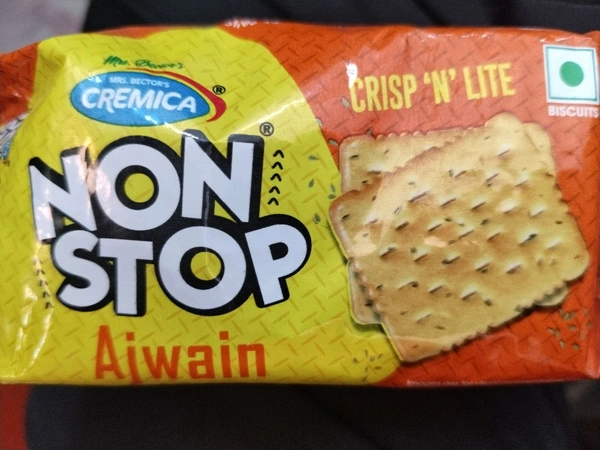 Mrs. Bector's
MRS. BECTOR'S
CREMICA®
NON®
STOP
Ajwain
CRISP 'N' LITE
BISCUITS